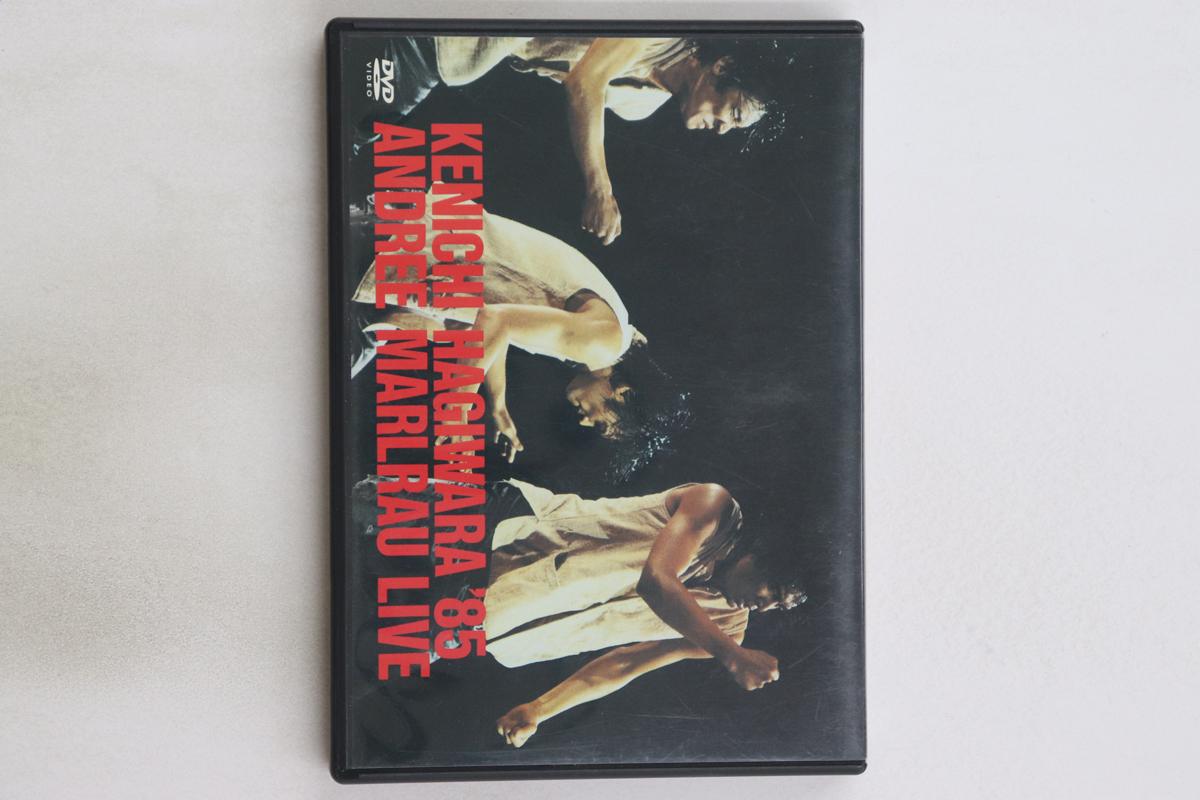 DVD
VIDEO
KENICHI HAGIWARA '85
ANDREE MARLRAU LIVE